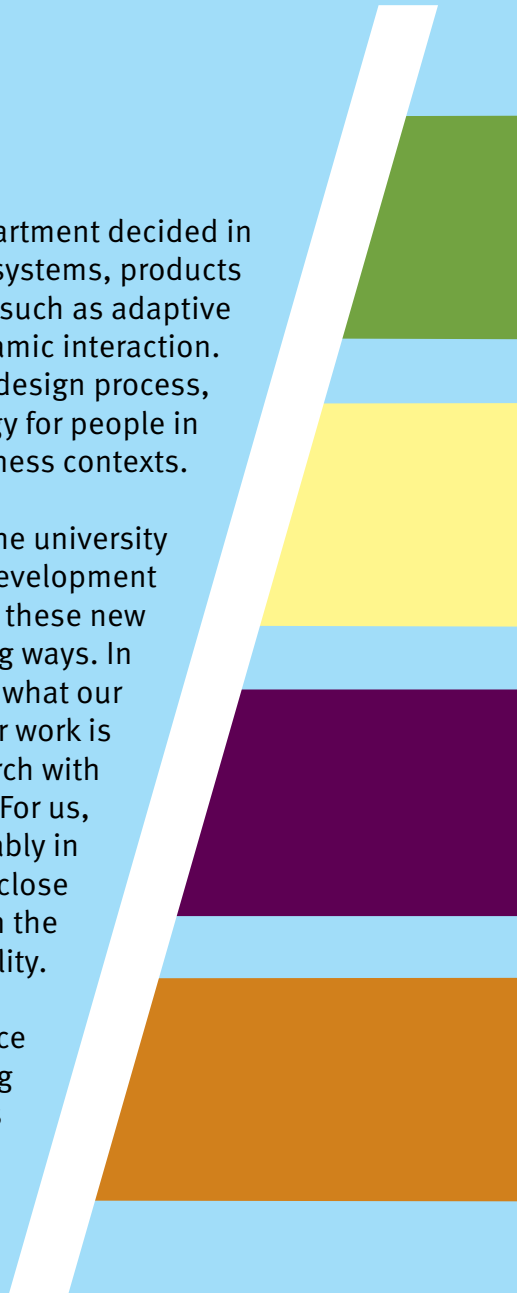 artment decided in
systems, products
such as adaptive
amic interaction.
design process,
gy for people in
ness contexts.
he university
evelopment
these new
g ways. In
what our
r work is
rch with
For us,
ably in
close
n the
lity.
ce
g